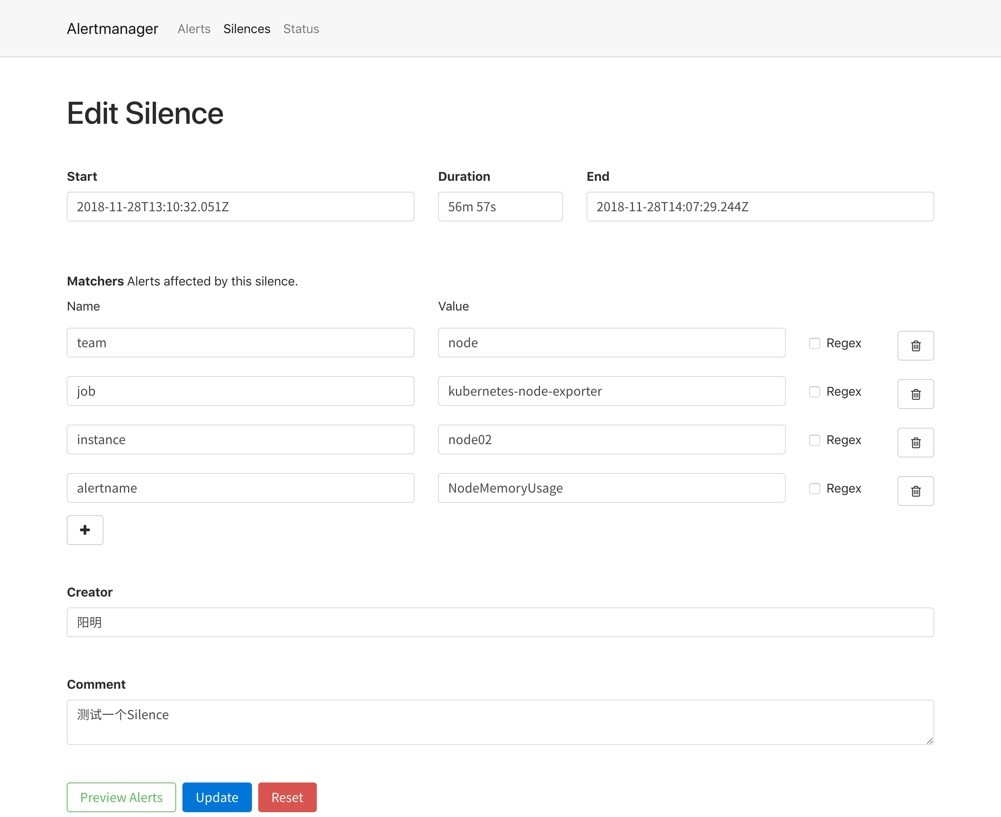 Alertmanager Alerts Silences Status
Edit Silence
Start Duration End
2018-11-28T13:10:32.051Z 56m 57s 2018-11-28T14:07:29.244Z
Matchers Alerts affected by this silence.
Name Value
team node Regex
job kubernetes-node-exporter Regex
instance node02 Regex
alertname NodeMemoryUsage Regex
Creator
阳明
Comment
测试一个Silence
Preview Alerts Update Reset